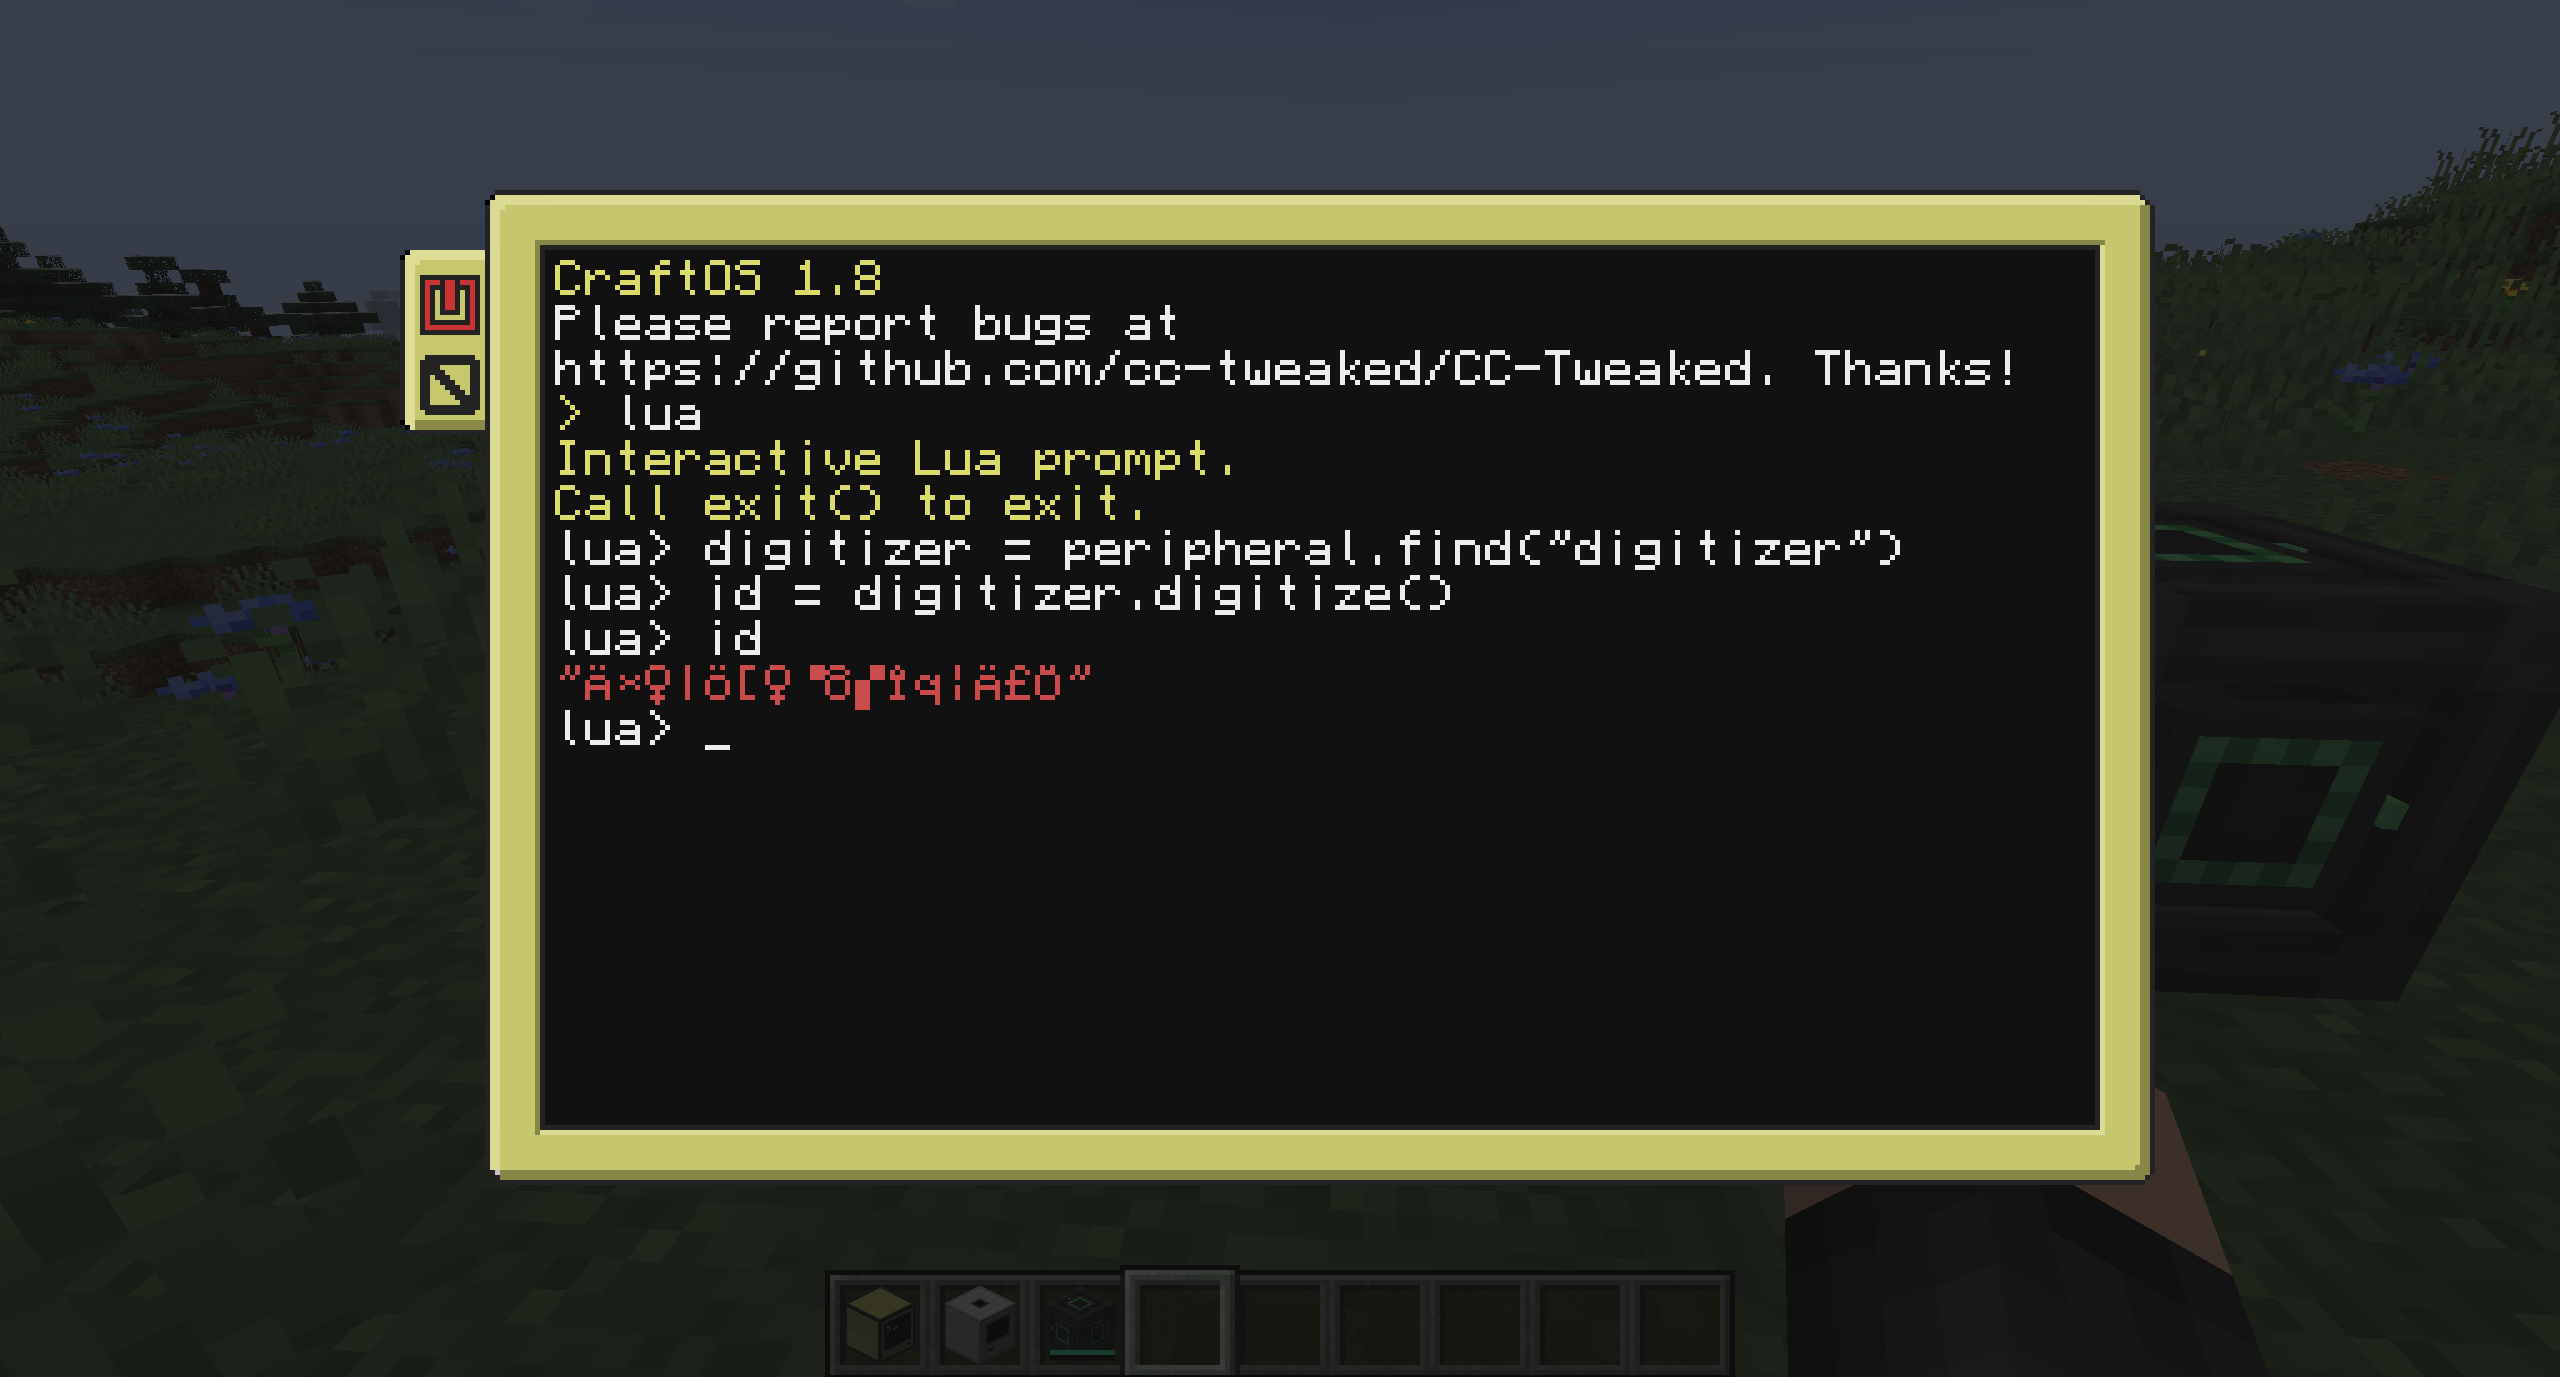 CraftOS 1.8
Please report bugs at
https://github.com/cc-tweaked/CC-Tweaked. Thanks!
> lua
Interactive Lua prompt.
Call exit() to exit.
lua> digitizer = peripheral.find("digitizer")
lua> id = digitizer.digitize()
lua> id
lua> _